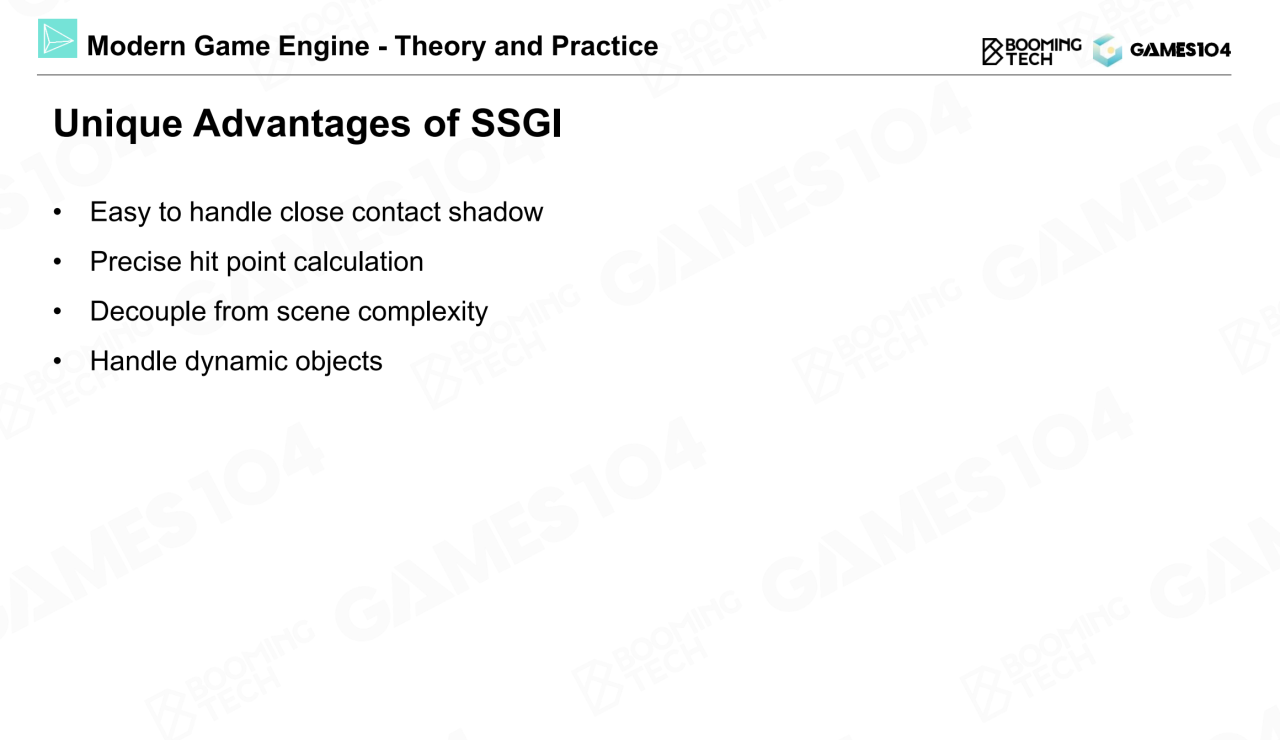 Modern Game Engine - Theory and Practice
BOOMING
TECH
GAMES104
Unique Advantages of SSGI
• Easy to handle close contact shadow
• Precise hit point calculation
• Decouple from scene complexity
• Handle dynamic objects